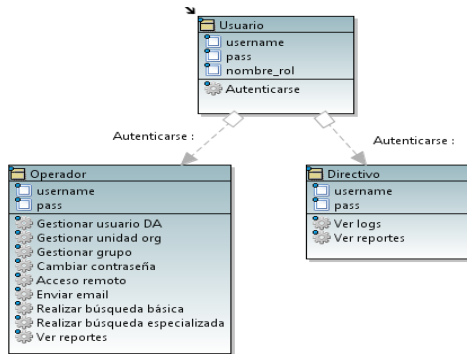 Usuario
username
pass
nombre_rol
Autenticarse
Autenticarse :
Autenticarse :
Operador
username
pass
Gestionar usuario DA
Gestionar unidad org
Gestionar grupo
Cambiar contraseña
Acceso remoto
Enviar email
Realizar búsqueda básica
Realizar búsqueda especializada
Ver reportes
Directivo
username
pass
Ver logs
Ver reportes